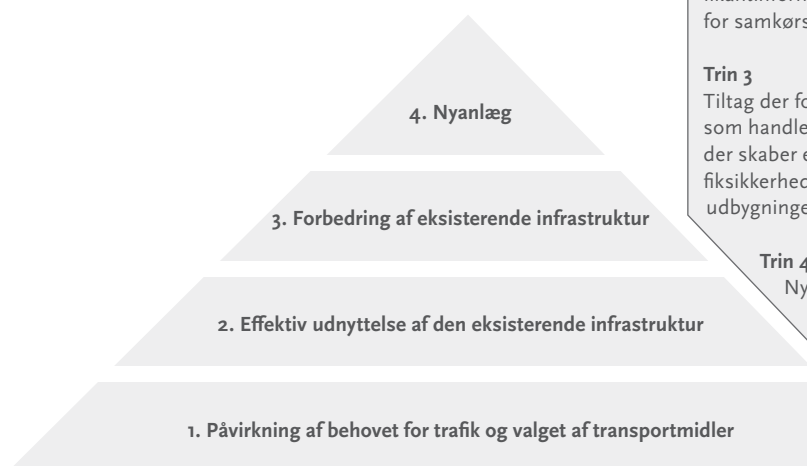 4. Nyanlæg
3. Forbedring af eksisterende infrastruktur
2. Effektiv udnyttelse af den eksisterende infrastruktur
1. Påvirkning af behovet for trafik og valget af transportmidler
for
Trin 3
Tiltag der
som
der skaber
Trin 4